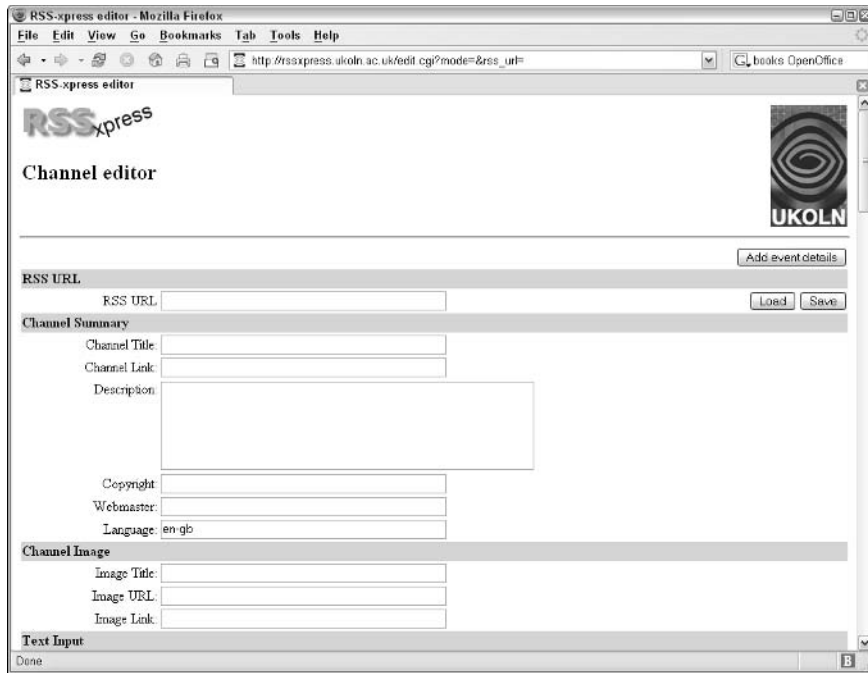 RSS-xpress editor - Mozilla Firefox
File Edit View Go Bookmarks Tab Tools Help
http://rssxpress.ukoln.ac.uk/edit.cgi?mode=&rss_url= G books OpenOffice
RSS-xpress editor
RSSxpress
Channel editor
UKOLN
Add event details
RSS URL
RSS URL Load Save
Channel Summary
Channel Title:
Channel Link:
Description:
Copyright:
Webmaster:
Language: en-gb
Channel Image
Image Title:
Image URL:
Image Link:
Text Input
Done B